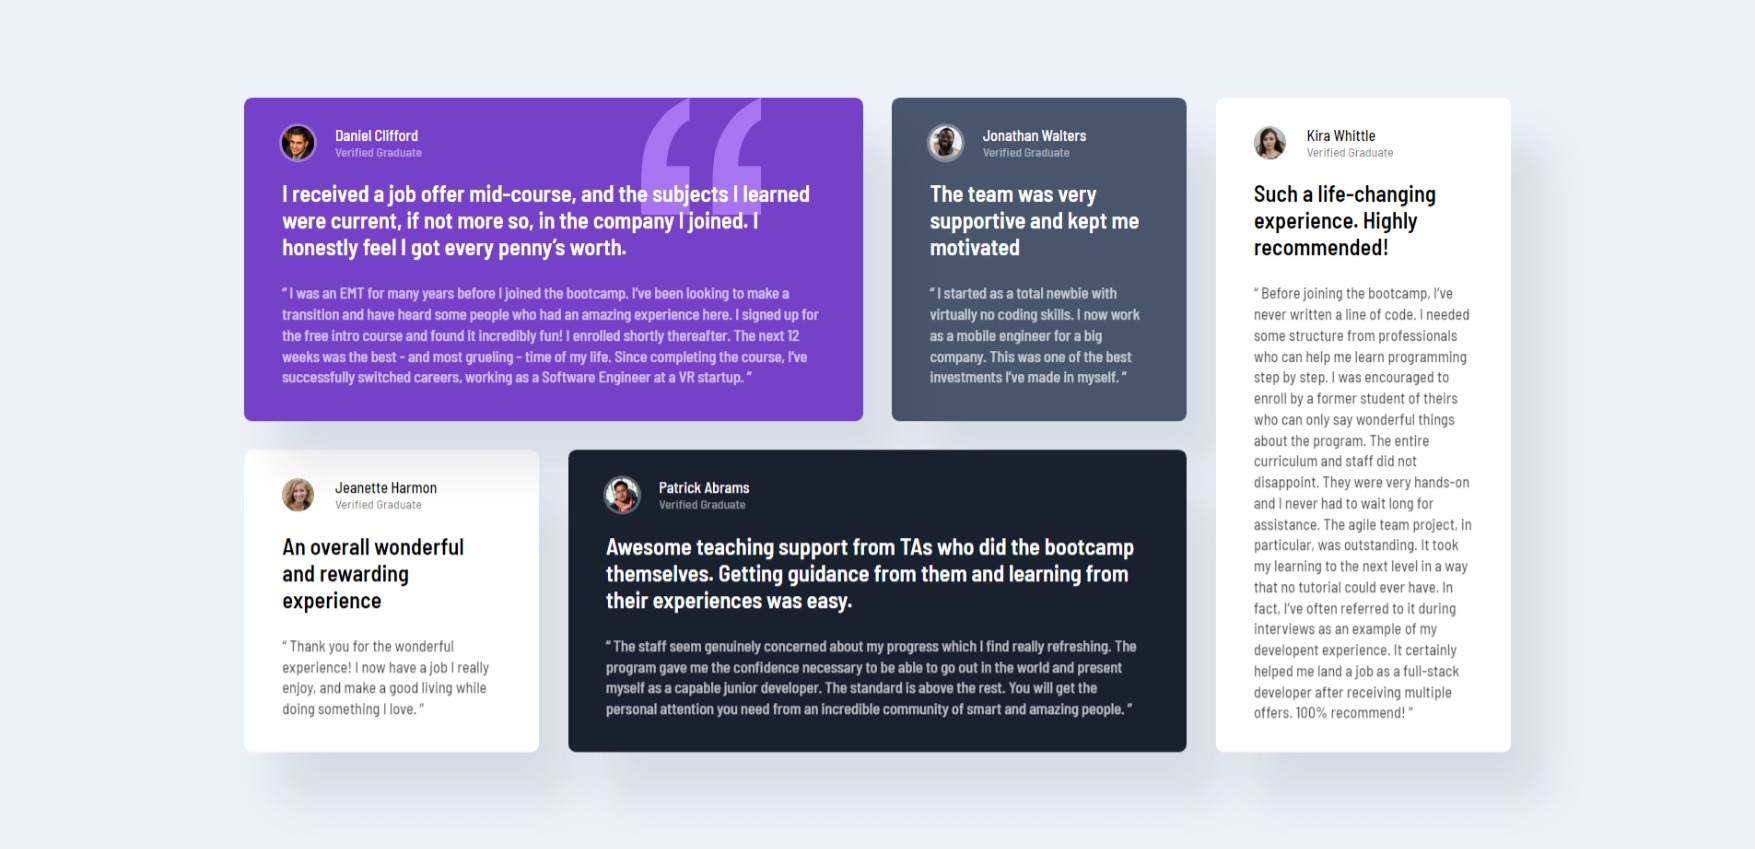 Daniel Clifford
Verified Graduate
I received a job offer mid-course, and the subjects I learned
were current, if not more so, in the company I joined. I
honestly feel I got every penny’s worth.
“ I was an EMT for many years before I joined the bootcamp. I’ve been looking to make a
transition and have heard some people who had an amazing experience here. I signed up for
the free intro course and found it incredibly fun! I enrolled shortly thereafter. The next 12
weeks was the best - and most grueling - time of my life. Since completing the course, I’ve
successfully switched careers, working as a Software Engineer at a VR startup. ”
Jonathan Walters
Verified Graduate
The team was very
supportive and kept me
motivated
“ I started as a total newbie with
virtually no coding skills. I now work
as a mobile engineer for a big
company. This was one of the best
investments I’ve made in myself. ”
Kira Whittle
Verified Graduate
Such a life-changing
experience. Highly
recommended!
“ Before joining the bootcamp, I’ve
never written a line of code. I needed
some structure from professionals
who can help me learn programming
step by step. I was encouraged to
enroll by a former student of theirs
who can only say wonderful things
about the program. The entire
curriculum and staff did not
disappoint. They were very hands-on
and I never had to wait long for
assistance. The agile team project, in
particular, was outstanding. It took
my learning to the next level in a way
that no tutorial could ever have. In
fact, I’ve often referred to it during
interviews as an example of my
developent experience. It certainly
helped me land a job as a full-stack
developer after receiving multiple
offers. 100% recommend! ”
Jeanette Harmon
Verified Graduate
An overall wonderful
and rewarding
experience
“ Thank you for the wonderful
experience! I now have a job I really
enjoy, and make a good living while
doing something I love. ”
Patrick Abrams
Verified Graduate
Awesome teaching support from TAs who did the bootcamp
themselves. Getting guidance from them and learning from
their experiences was easy.
“ The staff seem genuinely concerned about my progress which I find really refreshing. The
program gave me the confidence necessary to be able to go out in the world and present
myself as a capable junior developer. The standard is above the rest. You will get the
personal attention you need from an incredible community of smart and amazing people. ”